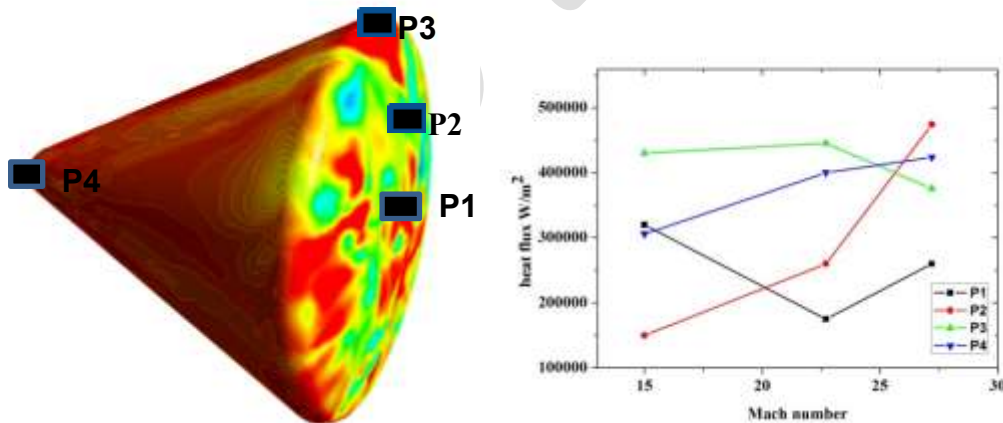 P3
P2
P4
P1
heat flux W/m²
500000
400000
300000
200000
100000
15
20
25
30
Mach number
P1
P2
P3
P4